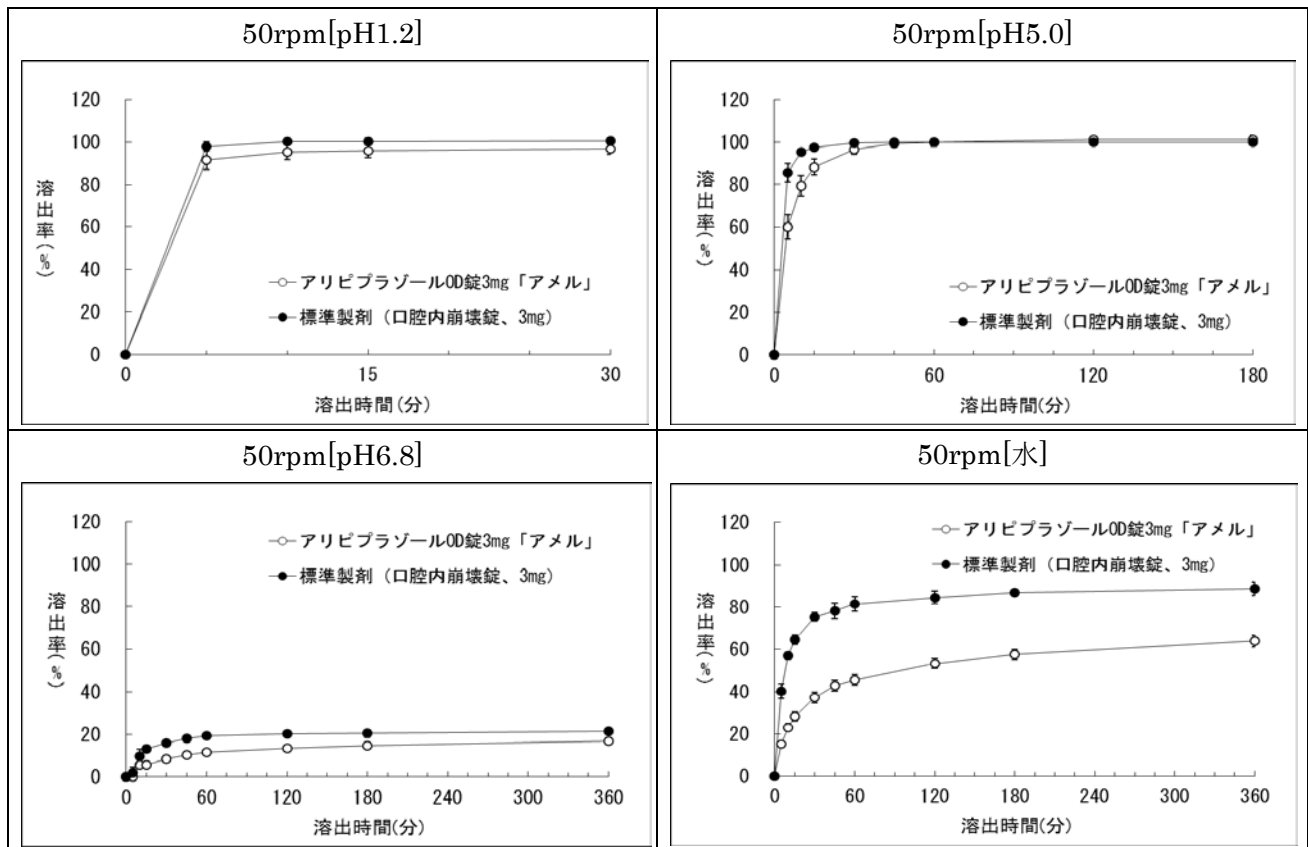 50rpm[pH1.2]
120
100
80
60
40
20
0
溶出率(%)
アリピプラゾールOD錠3mg「アメル」
標準製剤（口腔内崩壊錠、3mg）
0 15 30
溶出時間(分)
50rpm[pH5.0]
120
100
80
60
40
20
0
溶出率(%)
アリピプラゾールOD錠3mg「アメル」
標準製剤（口腔内崩壊錠、3mg）
0 60 120 180
溶出時間(分)
50rpm[pH6.8]
120
100
80
60
40
20
0
溶出率(%)
アリピプラゾールOD錠3mg「アメル」
標準製剤（口腔内崩壊錠、3mg）
0 60 120 180 240 300 360
溶出時間(分)
50rpm[水]
120
100
80
60
40
20
0
溶出率(%)
アリピプラゾールOD錠3mg「アメル」
標準製剤（口腔内崩壊錠、3mg）
0 60 120 180 240 300 360
溶出時間(分)